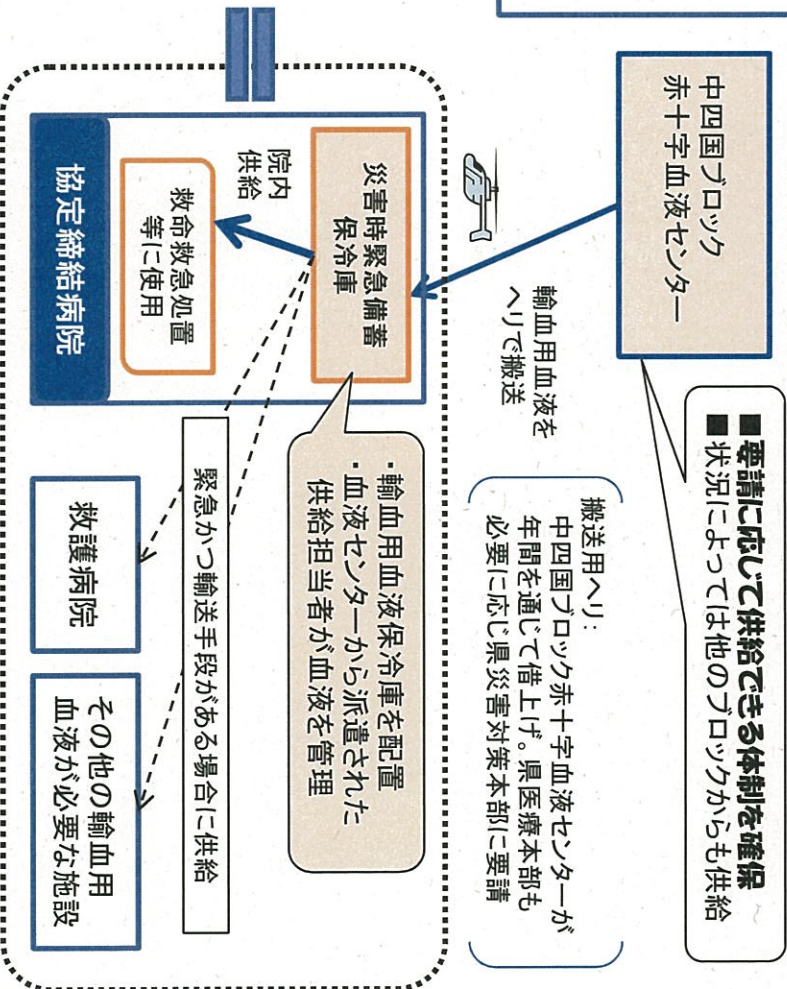 中四国ブロック
赤十字血液センター
■要請に応じて供給できる体制を確保
■状況によっては他のブロックからも供給
輸血用血液を
ヘリで搬送
搬送用ヘリ：
中四国ブロック赤十字血液センターが
年間を通じて借上げ。県医療本部も
必要に応じ県災害対策本部に要請
災害時緊急備蓄
保冷庫
・輸血用血液保冷庫を配置
・血液センターから派遣された
供給担当者が血液を管理
院内
供給
救命救急処置
等に使用
協定締結病院
緊急かつ輸送手段がある場合に供給
救護病院
その他の輸血用
血液が必要な施設